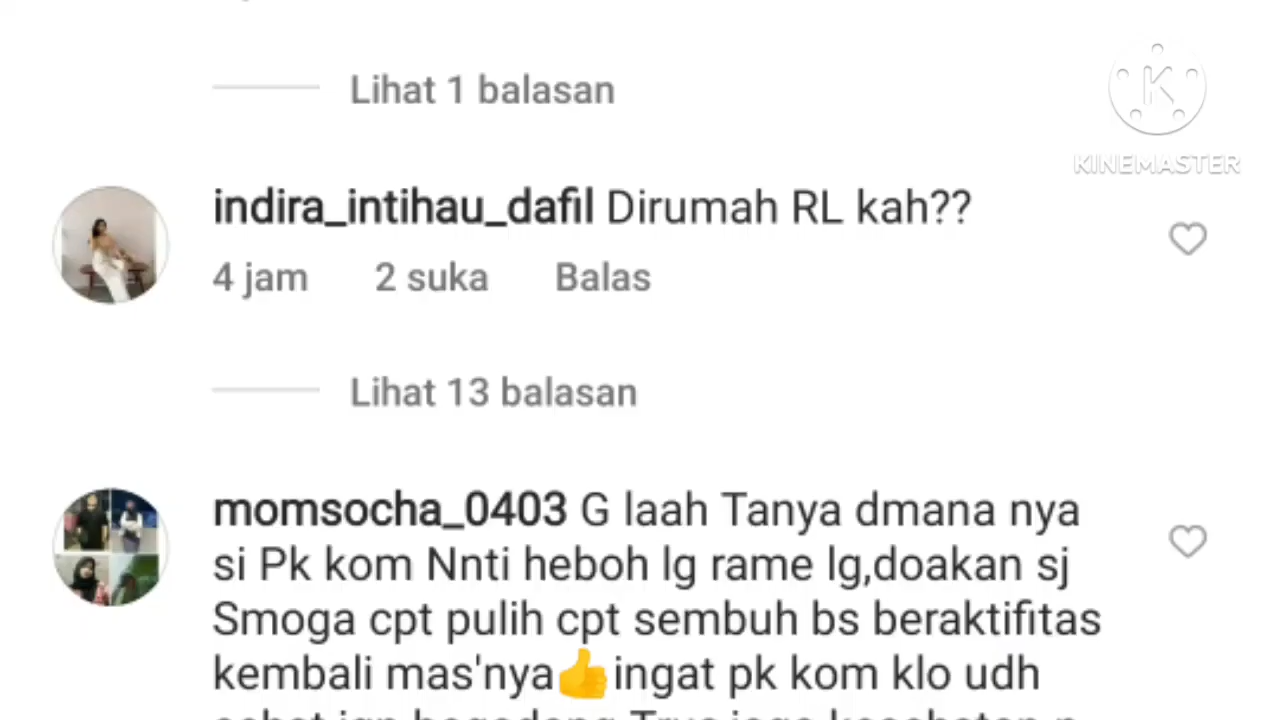 Lihat 1 balasan
KINEMASTER
indira_intihau_dafil Dirumah RL kah??
4 jam 2 suka Balas
Lihat 13 balasan
momsocha_0403 G laah Tanya dmana nya
si Pk kom Nnti heboh lg rame lg,doakan sj
Smoga cpt pulih cpt sembuh bs beraktifitas
kembali mas'nya👍ingat pk kom klo udh